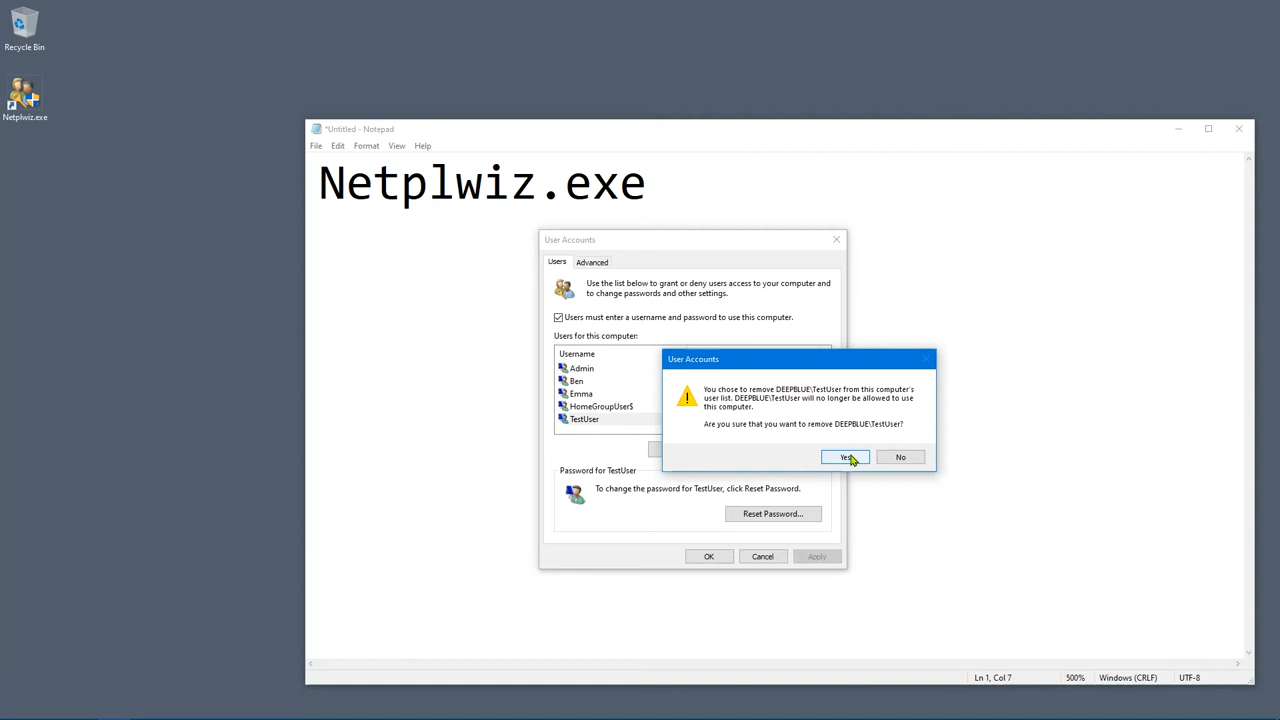 Recycle Bin
Netplwiz.exe
*Untitled - Notepad
File Edit Format View Help
Netplwiz.exe
User Accounts
Users Advanced
Use the list below to grant or deny users access to your computer and
to change passwords and other settings.
Users must enter a username and password to use this computer.
Users for this computer:
Username
Admin
Ben
Emma
HomeGroupUser$
TestUser
User Accounts
You chose to remove DEEPBLUE\TestUser from this computer's
user list. DEEPBLUE\TestUser will no longer be allowed to use
this computer.
Are you sure that you want to remove DEEPBLUE\TestUser?
Yes No
Password for TestUser
To change the password for TestUser, click Reset Password.
Reset Password...
OK Cancel Apply
Ln 1, Col 7 500% Windows (CRLF) UTF-8